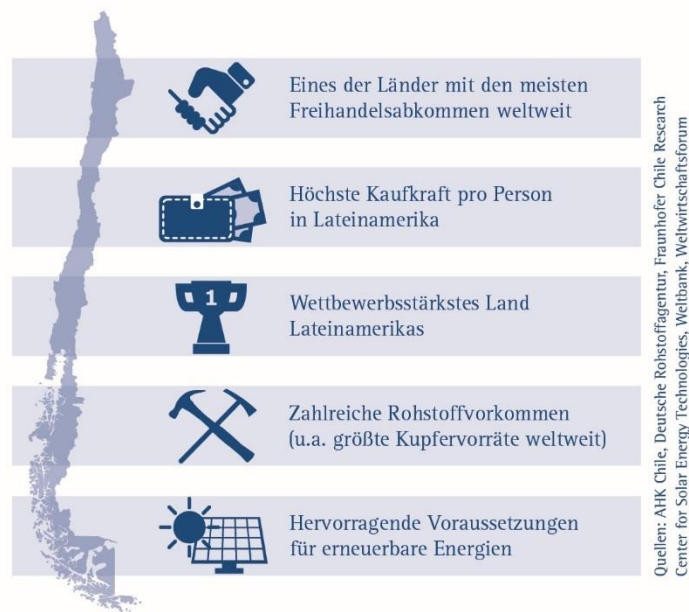 Eines der Länder mit den meisten
Freihandelsabkommen weltweit
Höchste Kaufkraft pro Person
in Lateinamerika
1
Wettbewerbsstärkstes Land
Lateinamerikas
Zahlreiche Rohstoffvorkommen
(u.a. größte Kupfervorräte weltweit)
Hervorragende Voraussetzungen
für erneuerbare Energien
Quellen: AHK Chile, Deutsche Rohstoffagentur, Fraunhofer Chile Research
Center for Solar Energy Technologies, Weltbank, Weltwirtschaftsforum